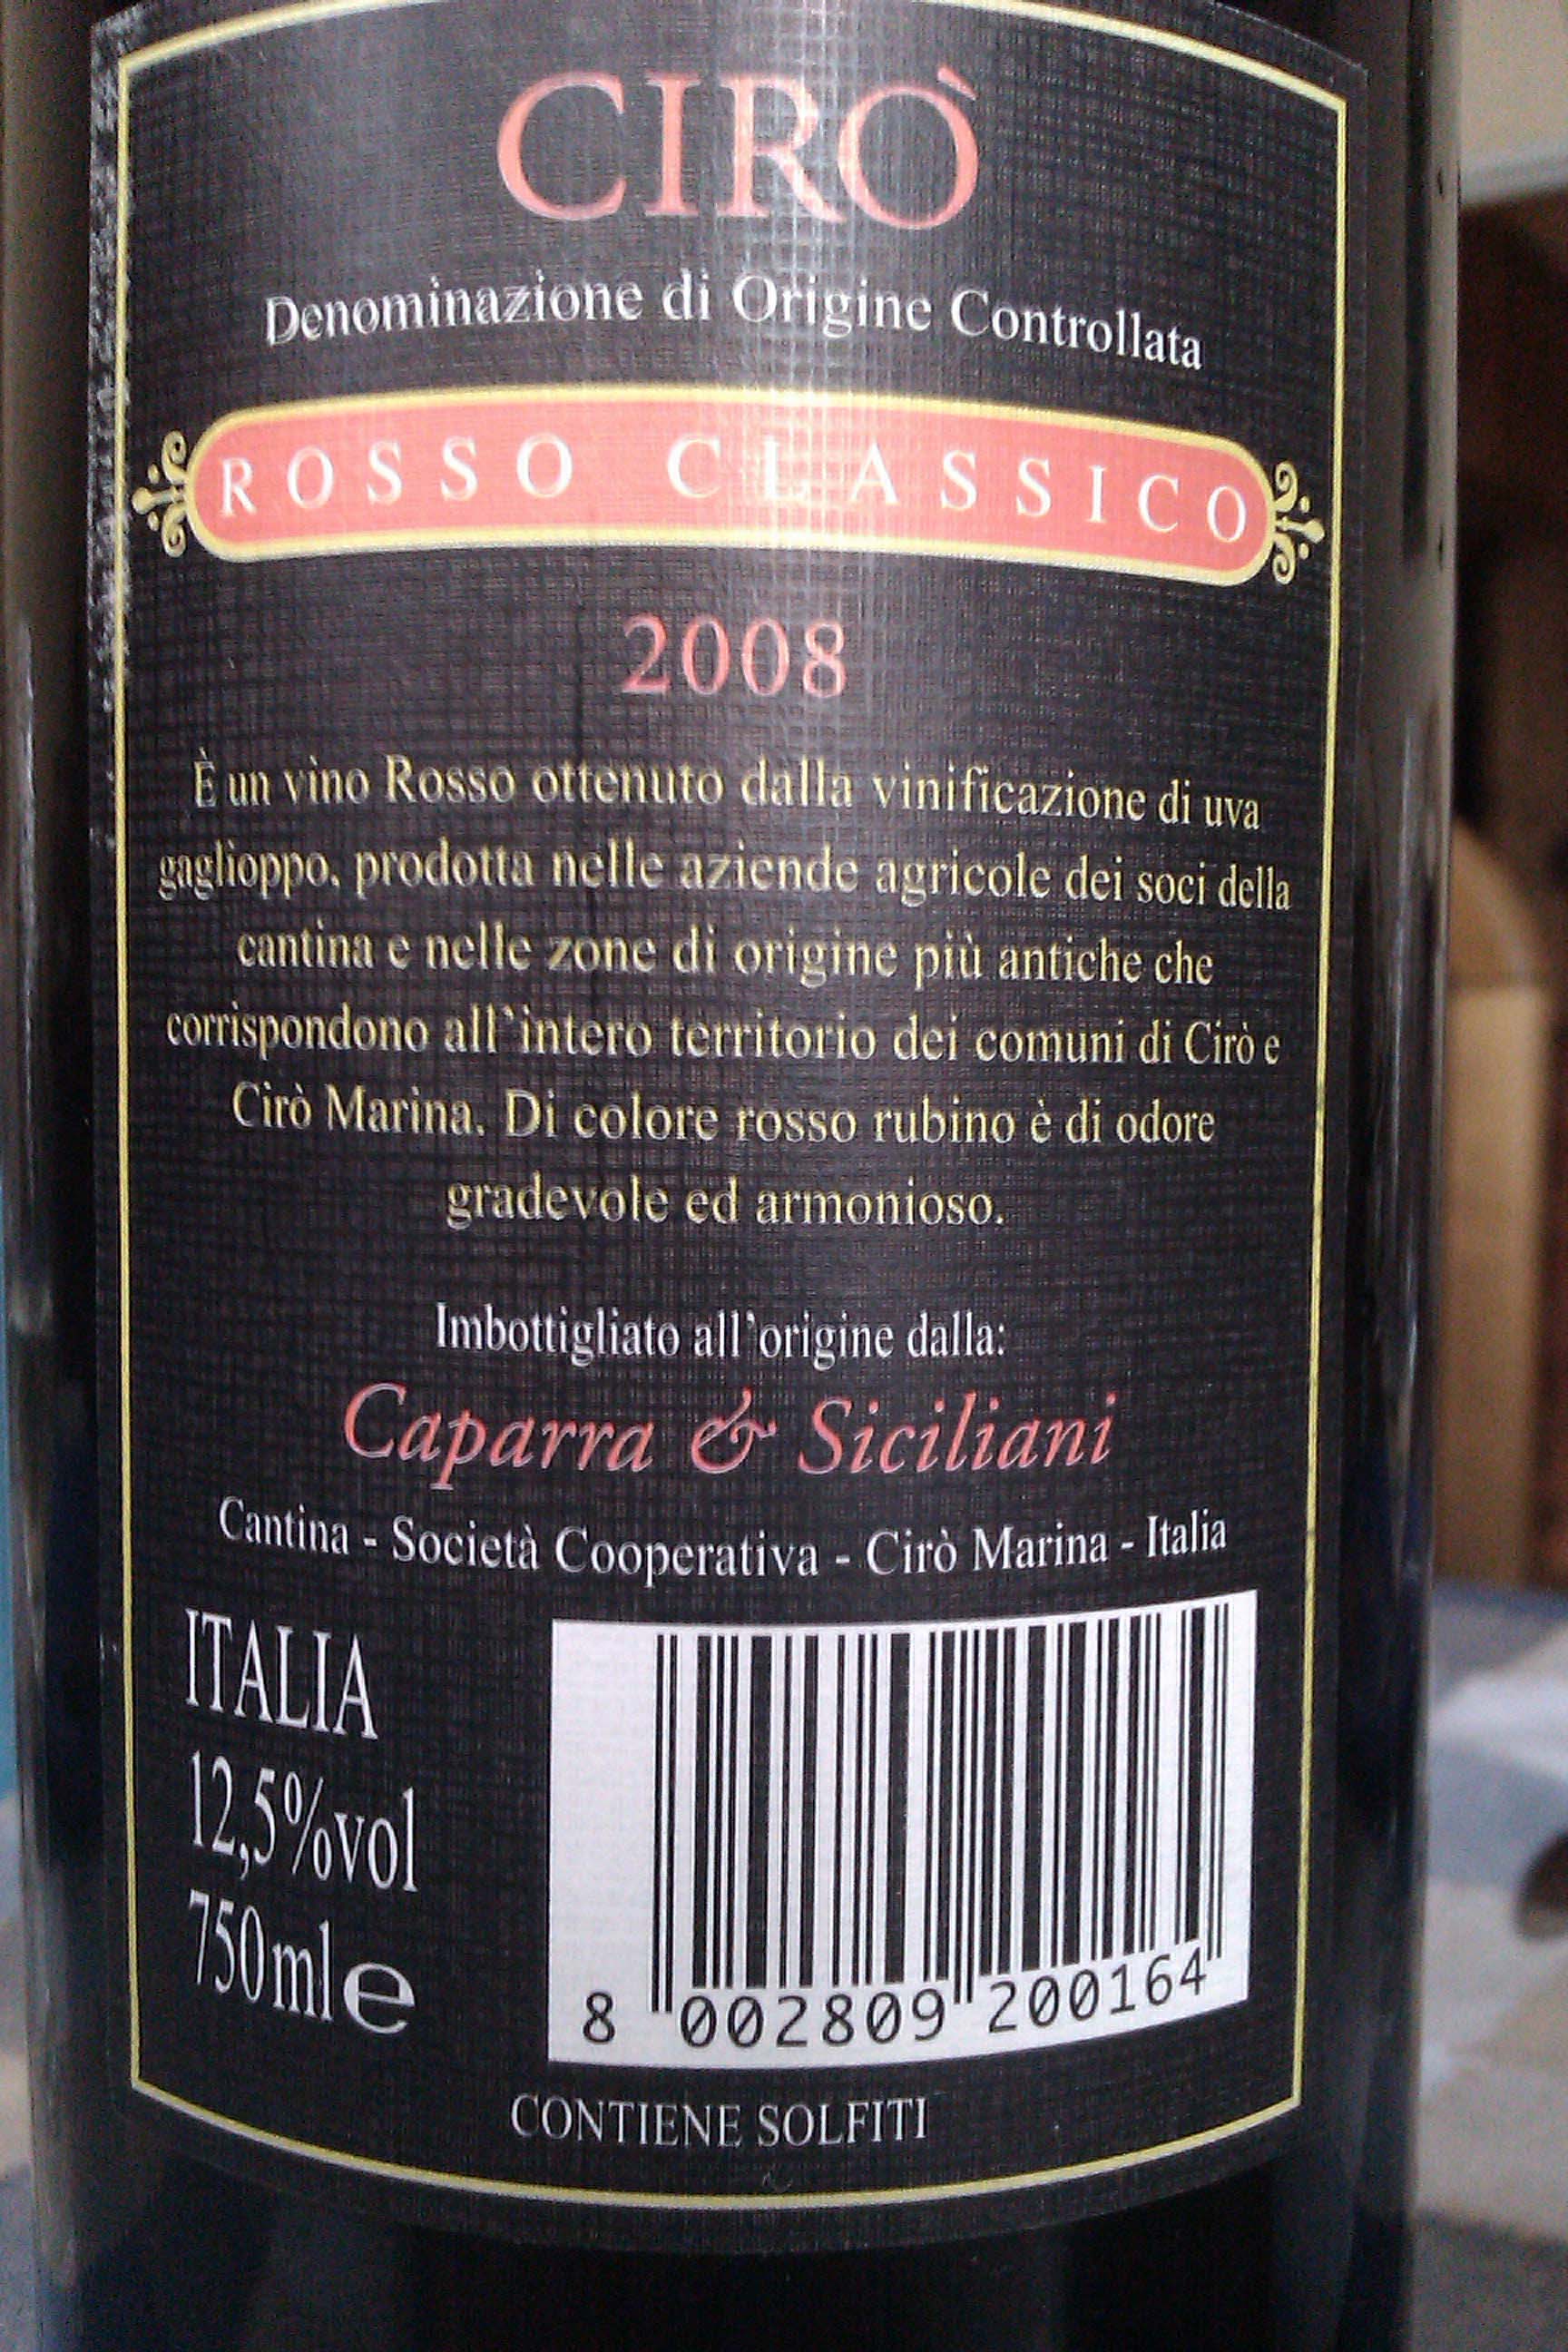 CIRÒ
Denominazione di Origine Controllata
ROSSO CLASSICO
2008
È un vino Rosso ottenuto dalla vinificazione di uva
gaglioppo, prodotta nelle aziende agricole dei soci della
cantina e nelle zone di origine più antiche che
corrispondono all'intero territorio dei comuni di Cirò e
Cirò Marina. Di colore rosso rubino è di odore
gradevole ed armonioso.
Imbottigliato all'origine dalla:
Caparra & Siciliani
Cantina - Società Cooperativa - Cirò Marina - Italia
ITALIA
12,5%vol
750ml e
8 002809 200164
CONTIENE SOLFITI